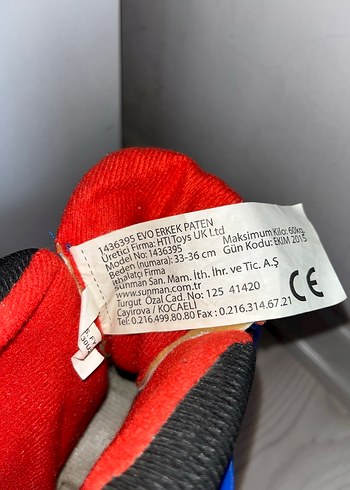 1436395 EVO ERKEK PATEN
Üretici Firma: HTI Toys UK Ltd
Model No: 1436395
Maksimum Kilo: 60kg
Beden (numara): 33-36 cm
Gün Kodu: EKIM 2015
İthalatçı Firma
Sunman San. Mam. İth. İhr. ve Tic. A.Ş
www.sunman.com.tr
Turgut Özal Cad. No: 125 41420
Çayirova / KOCAELİ
Tel: 0.216.499.80.80 Fax : 0.216.314.67.21
CE